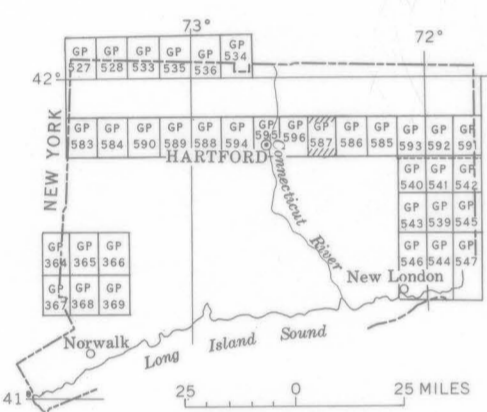 73° 72°
GP 527 GP 528 GP 533 GP 535 GP 536 GP 534
42°
GP 583 GP 584 GP 590 GP 589 GP 588 GP 594 GP 595 GP 596 GP 587 GP 586 GP 585 GP 593 GP 592 GP 591
HARTFORD
NEW YORK
Connecticut River
GP 540 GP 541 GP 542
GP 543 GP 539 GP 545
GP 364 GP 365 GP 366
GP 546 GP 544 GP 547
GP 367 GP 368 GP 369
New London
Norwalk
Long Island Sound
41°
25 0 25 MILES